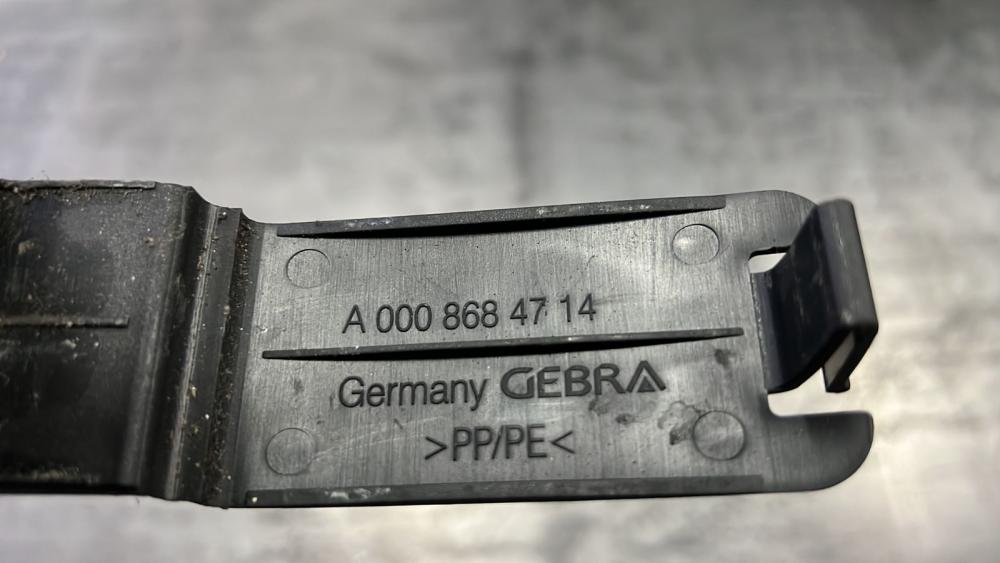 A 000 868 47 14
Germany GEBRA
>PP/PE<